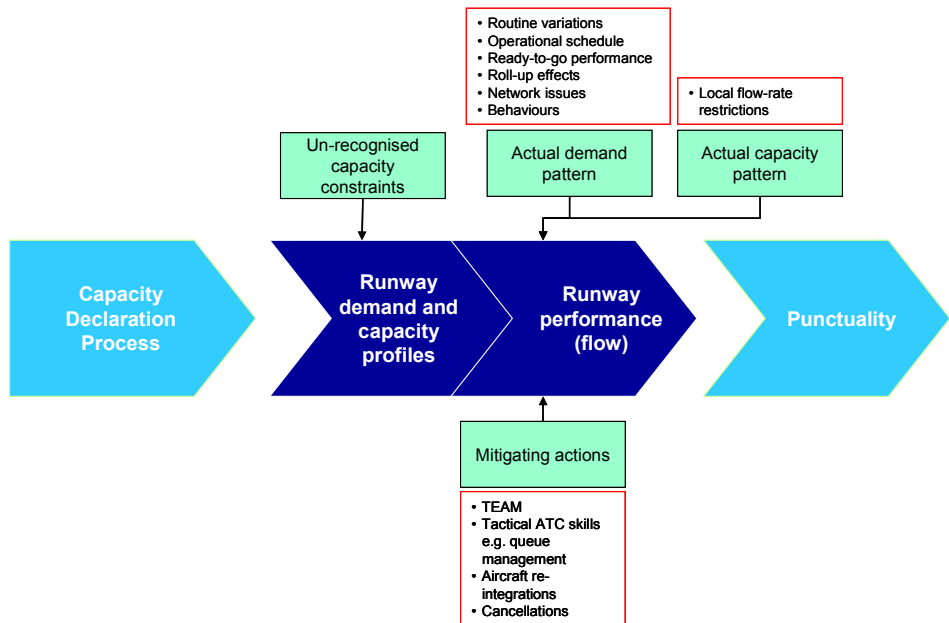 • Routine variations
• Operational schedule
• Ready-to-go performance
• Roll-up effects
• Network issues
• Behaviours
• Local flow-rate
restrictions
Un-recognised
capacity
constraints
Actual demand
pattern
Actual capacity
pattern
Capacity
Declaration
Process
Runway
demand and
capacity
profiles
Runway
performance
(flow)
Punctuality
Mitigating actions
• TEAM
• Tactical ATC skills
e.g. queue
management
• Aircraft re-
integrations
• Cancellations